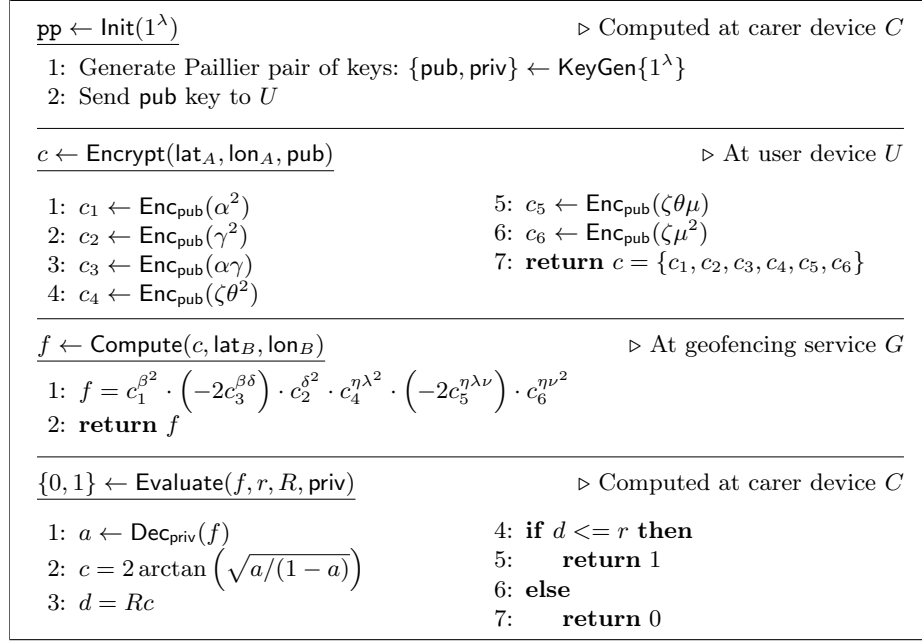 pp ← Init(1^λ) ▷ Computed at carer device C
1: Generate Paillier pair of keys: {pub, priv} ← KeyGen{1^λ}
2: Send pub key to U
c ← Encrypt(lat_A, lon_A, pub) ▷ At user device U
1: c_1 ← Enc_pub(α^2)
2: c_2 ← Enc_pub(γ^2)
3: c_3 ← Enc_pub(αγ)
4: c_4 ← Enc_pub(ζθ^2)
5: c_5 ← Enc_pub(ζθμ)
6: c_6 ← Enc_pub(ζμ^2)
7: return c = {c_1, c_2, c_3, c_4, c_5, c_6}
f ← Compute(c, lat_B, lon_B) ▷ At geofencing service G
1: f = c_1^{β^2} · (−2c_3^{βδ}) · c_2^{δ^2} · c_4^{ηλ^2} · (−2c_5^{ηλν}) · c_6^{ην^2}
2: return f
{0, 1} ← Evaluate(f, r, R, priv) ▷ Computed at carer device C
1: a ← Dec_priv(f)
2: c = 2 arctan(√(a/(1 − a)))
3: d = Rc
4: if d <= r then
5: return 1
6: else
7: return 0